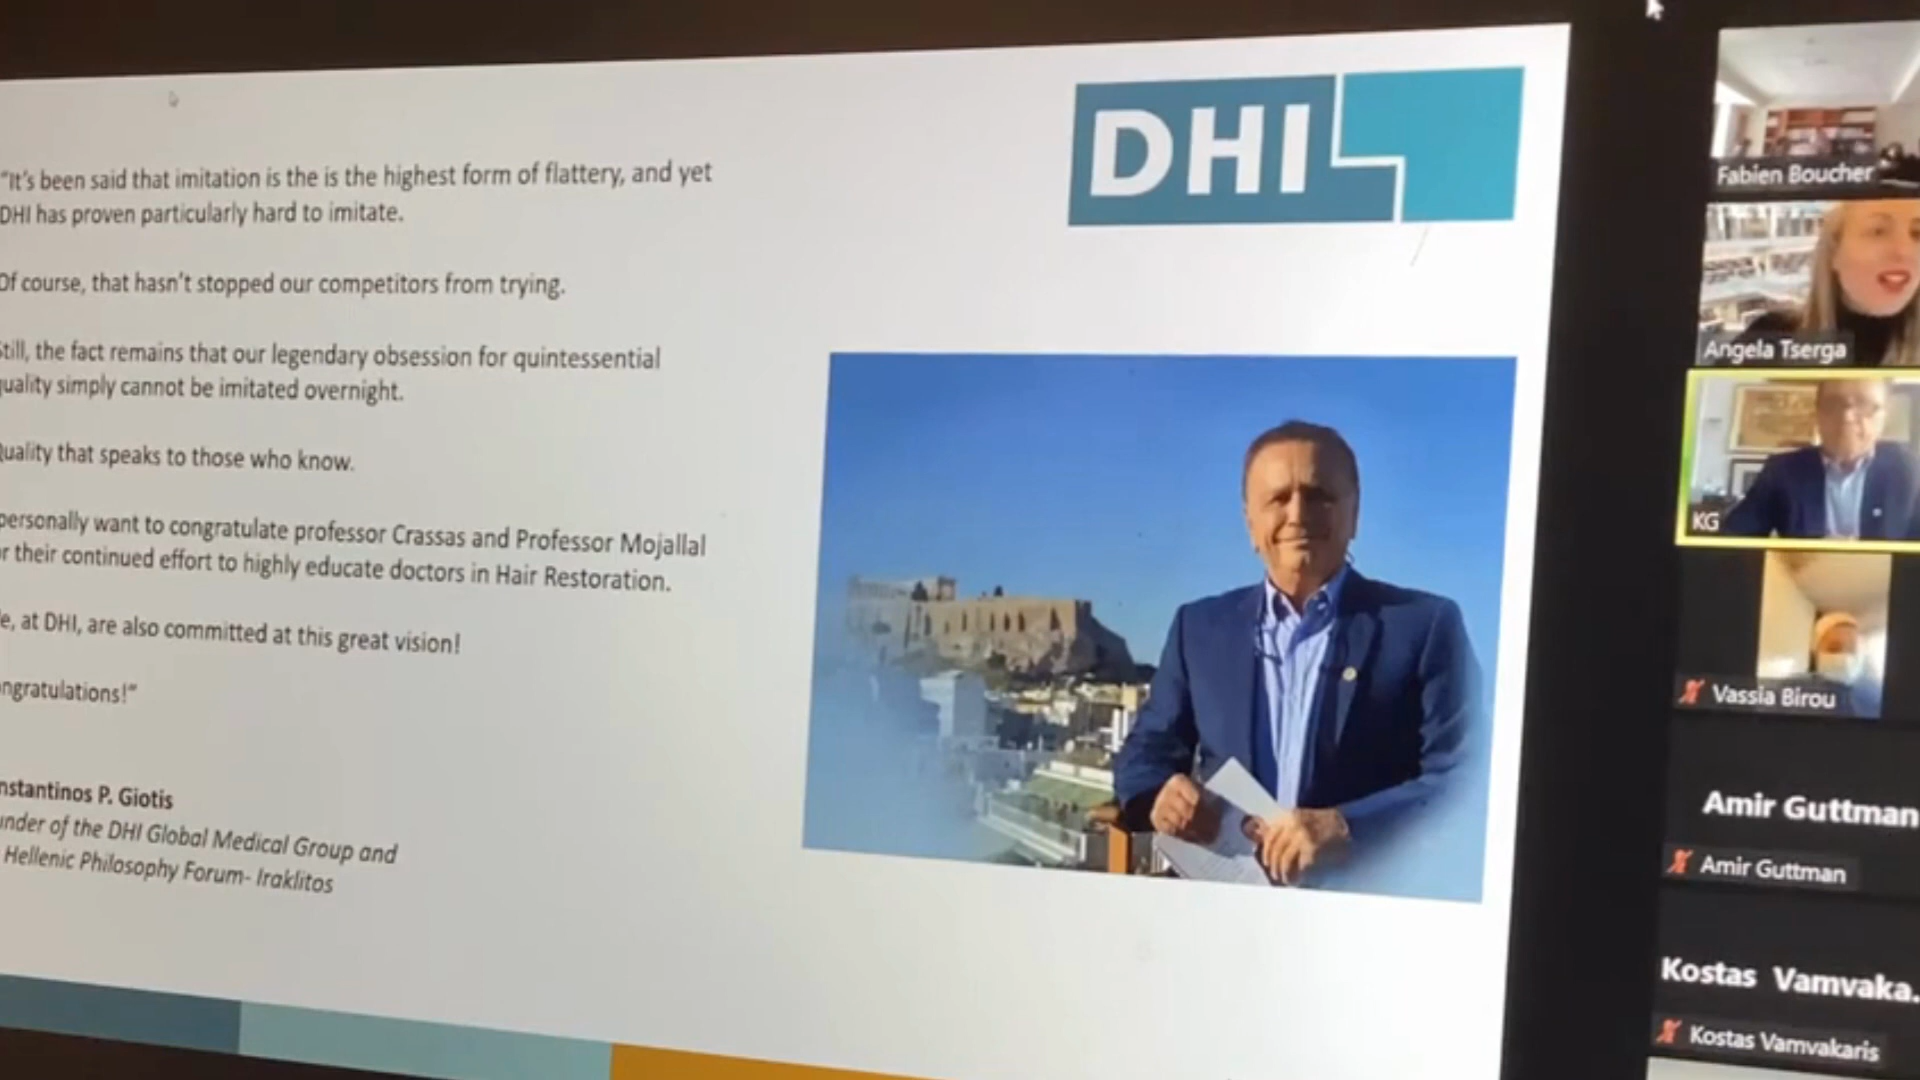 "It's been said that imitation is the is the highest form of flattery, and yet
DHI has proven particularly hard to imitate.
Of course, that hasn't stopped our competitors from trying.
till, the fact remains that our legendary obsession for quintessential
uality simply cannot be imitated overnight.
uality that speaks to those who know.
personally want to congratulate professor Crassas and Professor Mojallal
r their continued effort to highly educate doctors in Hair Restoration.
e, at DHI, are also committed at this great vision!
ngratulations!"
nstantinos P. Giotis
under of the DHI Global Medical Group and
Hellenic Philosophy Forum- Iraklitos
DHI
Fabien Boucher
Angela Tserga
KG
Vassia Birou
Amir Guttman
Amir Guttman
Kostas Vamvaka...
Kostas Vamvakaris